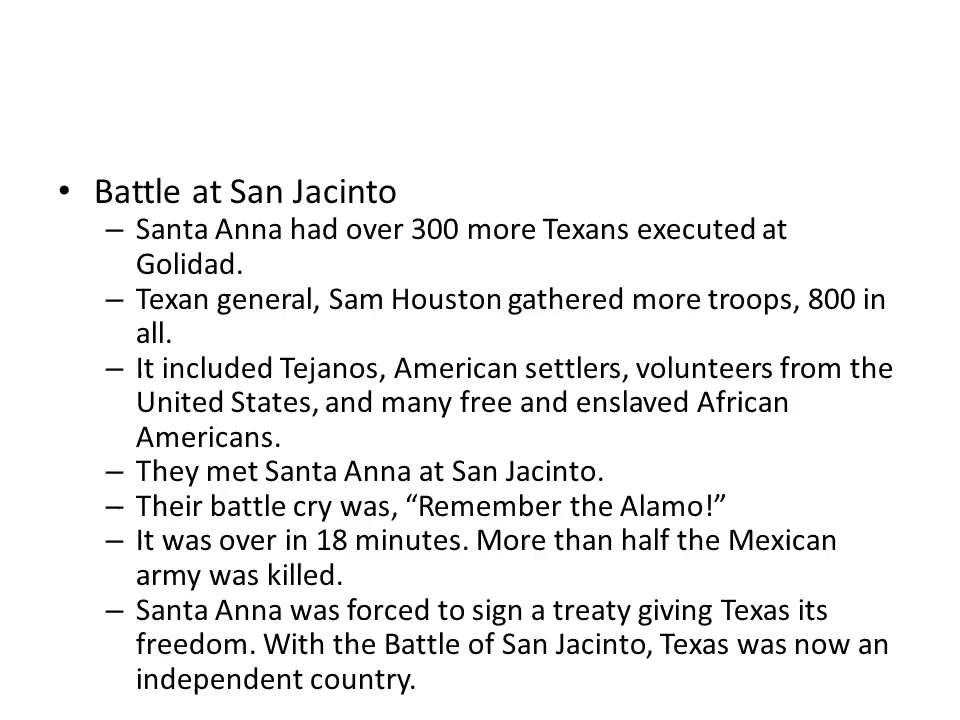 • Battle at San Jacinto
– Santa Anna had over 300 more Texans executed at
Golidad.
– Texan general, Sam Houston gathered more troops, 800 in
all.
– It included Tejanos, American settlers, volunteers from the
United States, and many free and enslaved African
Americans.
– They met Santa Anna at San Jacinto.
– Their battle cry was, “Remember the Alamo!”
– It was over in 18 minutes. More than half the Mexican
army was killed.
– Santa Anna was forced to sign a treaty giving Texas its
freedom. With the Battle of San Jacinto, Texas was now an
independent country.